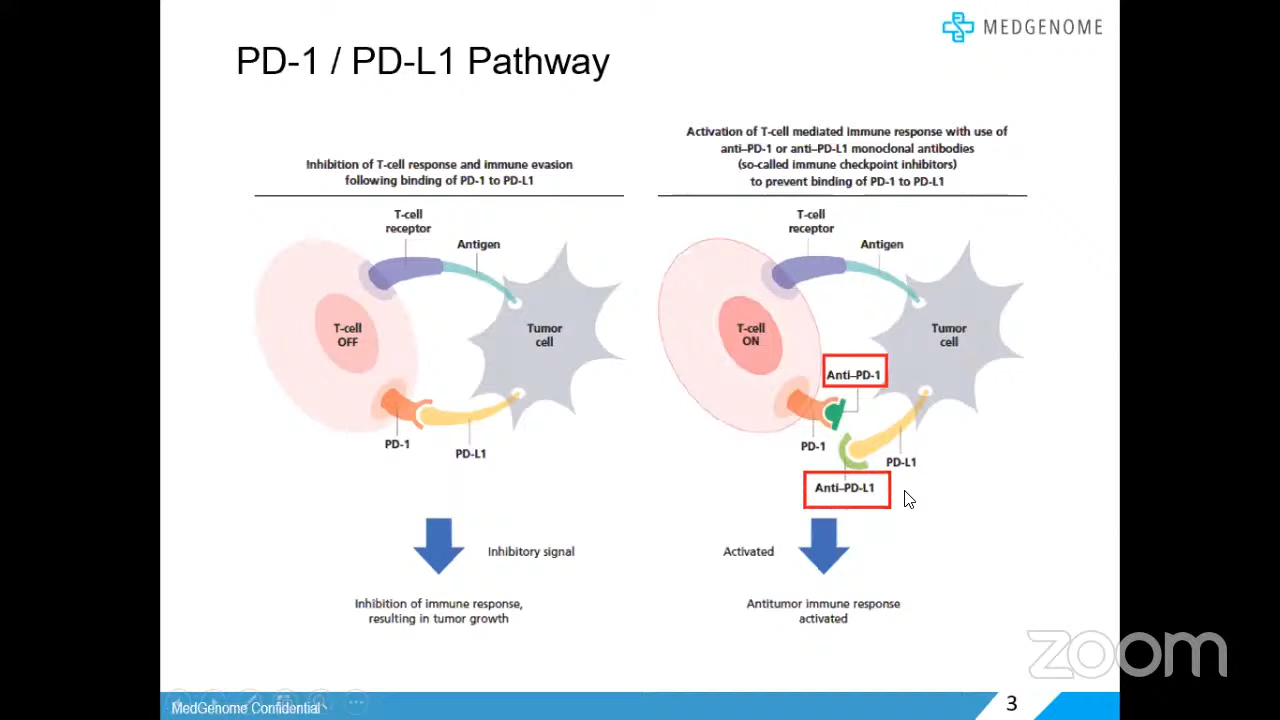 MEDGENOME
PD-1 / PD-L1 Pathway
Inhibition of T-cell response and immune evasion
following binding of PD-1 to PD-L1
T-cell
receptor
Antigen
T-cell
OFF
Tumor
cell
PD-1
PD-L1
Inhibitory signal
Inhibition of immune response,
resulting in tumor growth
Activation of T-cell mediated immune response with use of
anti–PD-1 or anti–PD-L1 monoclonal antibodies
(so-called immune checkpoint inhibitors)
to prevent binding of PD-1 to PD-L1
T-cell
receptor
Antigen
T-cell
ON
Tumor
cell
Anti–PD-1
PD-1
PD-L1
Anti–PD-L1
Activated
Antitumor immune response
activated
zoom
MedGenome Confidential
3